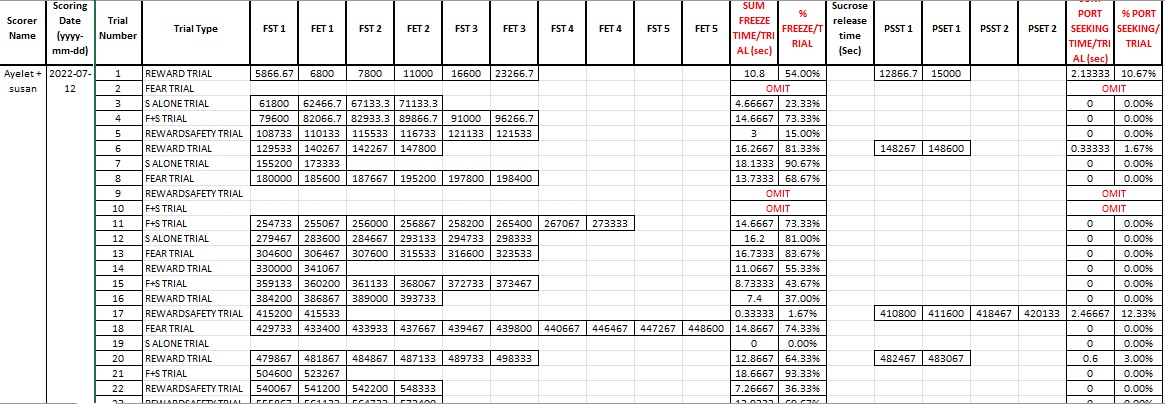 Scorer Name Scoring Date (yyyy-mm-dd) Trial Number Trial Type FST 1 FET 1 FST 2 FET 2 FST 3 FET 3 FST 4 FET 4 FST 5 FET 5 SUM FREEZE TIME/TRIAL (sec) % FREEZE/TRIAL Sucrose release time (Sec) PSST 1 PSET 1 PSST 2 PSET 2 SUM PORT SEEKING TIME/TRIAL (sec) % PORT SEEKING/TRIAL
Ayelet + susan 2022-07-12 1 REWARD TRIAL 5866.67 6800 7800 11000 16600 23266.7 10.8 54.00% 12866.7 15000 2.13333 10.67%
2 FEAR TRIAL OMIT OMIT
3 S ALONE TRIAL 61800 62466.7 67133.3 71133.3 4.66667 23.33% 0 0.00%
4 F+S TRIAL 79600 82066.7 82933.3 89866.7 91000 96266.7 14.6667 73.33% 0 0.00%
5 REWARDSAFETY TRIAL 108733 110133 115533 116733 121133 121533 3 15.00% 0 0.00%
6 REWARD TRIAL 129533 140267 142267 147800 16.2667 81.33% 148267 148600 0.33333 1.67%
7 S ALONE TRIAL 155200 173333 18.1333 90.67% 0 0.00%
8 FEAR TRIAL 180000 185600 187667 195200 197800 198400 13.7333 68.67% 0 0.00%
9 REWARDSAFETY TRIAL OMIT OMIT
10 F+S TRIAL OMIT OMIT
11 F+S TRIAL 254733 255067 256000 256867 258200 265400 267067 273333 14.6667 73.33% 0 0.00%
12 S ALONE TRIAL 279467 283600 284667 293133 294733 298333 16.2 81.00% 0 0.00%
13 FEAR TRIAL 304600 306467 307600 315533 316600 323533 16.7333 83.67% 0 0.00%
14 REWARD TRIAL 330000 341067 11.0667 55.33% 0 0.00%
15 F+S TRIAL 359133 360200 361133 368067 372733 373467 8.73333 43.67% 0 0.00%
16 REWARD TRIAL 384200 386867 389000 393733 7.4 37.00% 0 0.00%
17 REWARDSAFETY TRIAL 415200 415533 0.33333 1.67% 410800 411600 418467 420133 2.46667 12.33%
18 FEAR TRIAL 429733 433400 433933 437667 439467 439800 440667 446467 447267 448600 14.8667 74.33% 0 0.00%
19 S ALONE TRIAL 0 0.00% 0 0.00%
20 REWARD TRIAL 479867 481867 484867 487133 489733 498333 12.8667 64.33% 482467 483067 0.6 3.00%
21 F+S TRIAL 504600 523267 18.6667 93.33% 0 0.00%
22 REWARDSAFETY TRIAL 540067 541200 542200 548333 7.26667 36.33% 0 0.00%